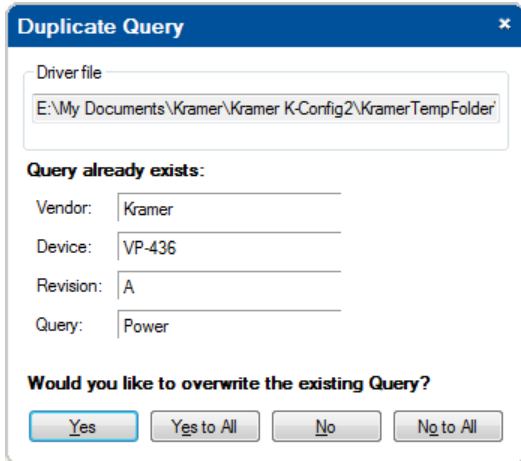 Duplicate Query
Driver file
E:\My Documents\Kramer\Kramer K-Config2\KramerTempFolder\
Query already exists:
Vendor: Kramer
Device: VP-436
Revision: A
Query: Power
Would you like to overwrite the existing Query?
Yes Yes to All No No to All